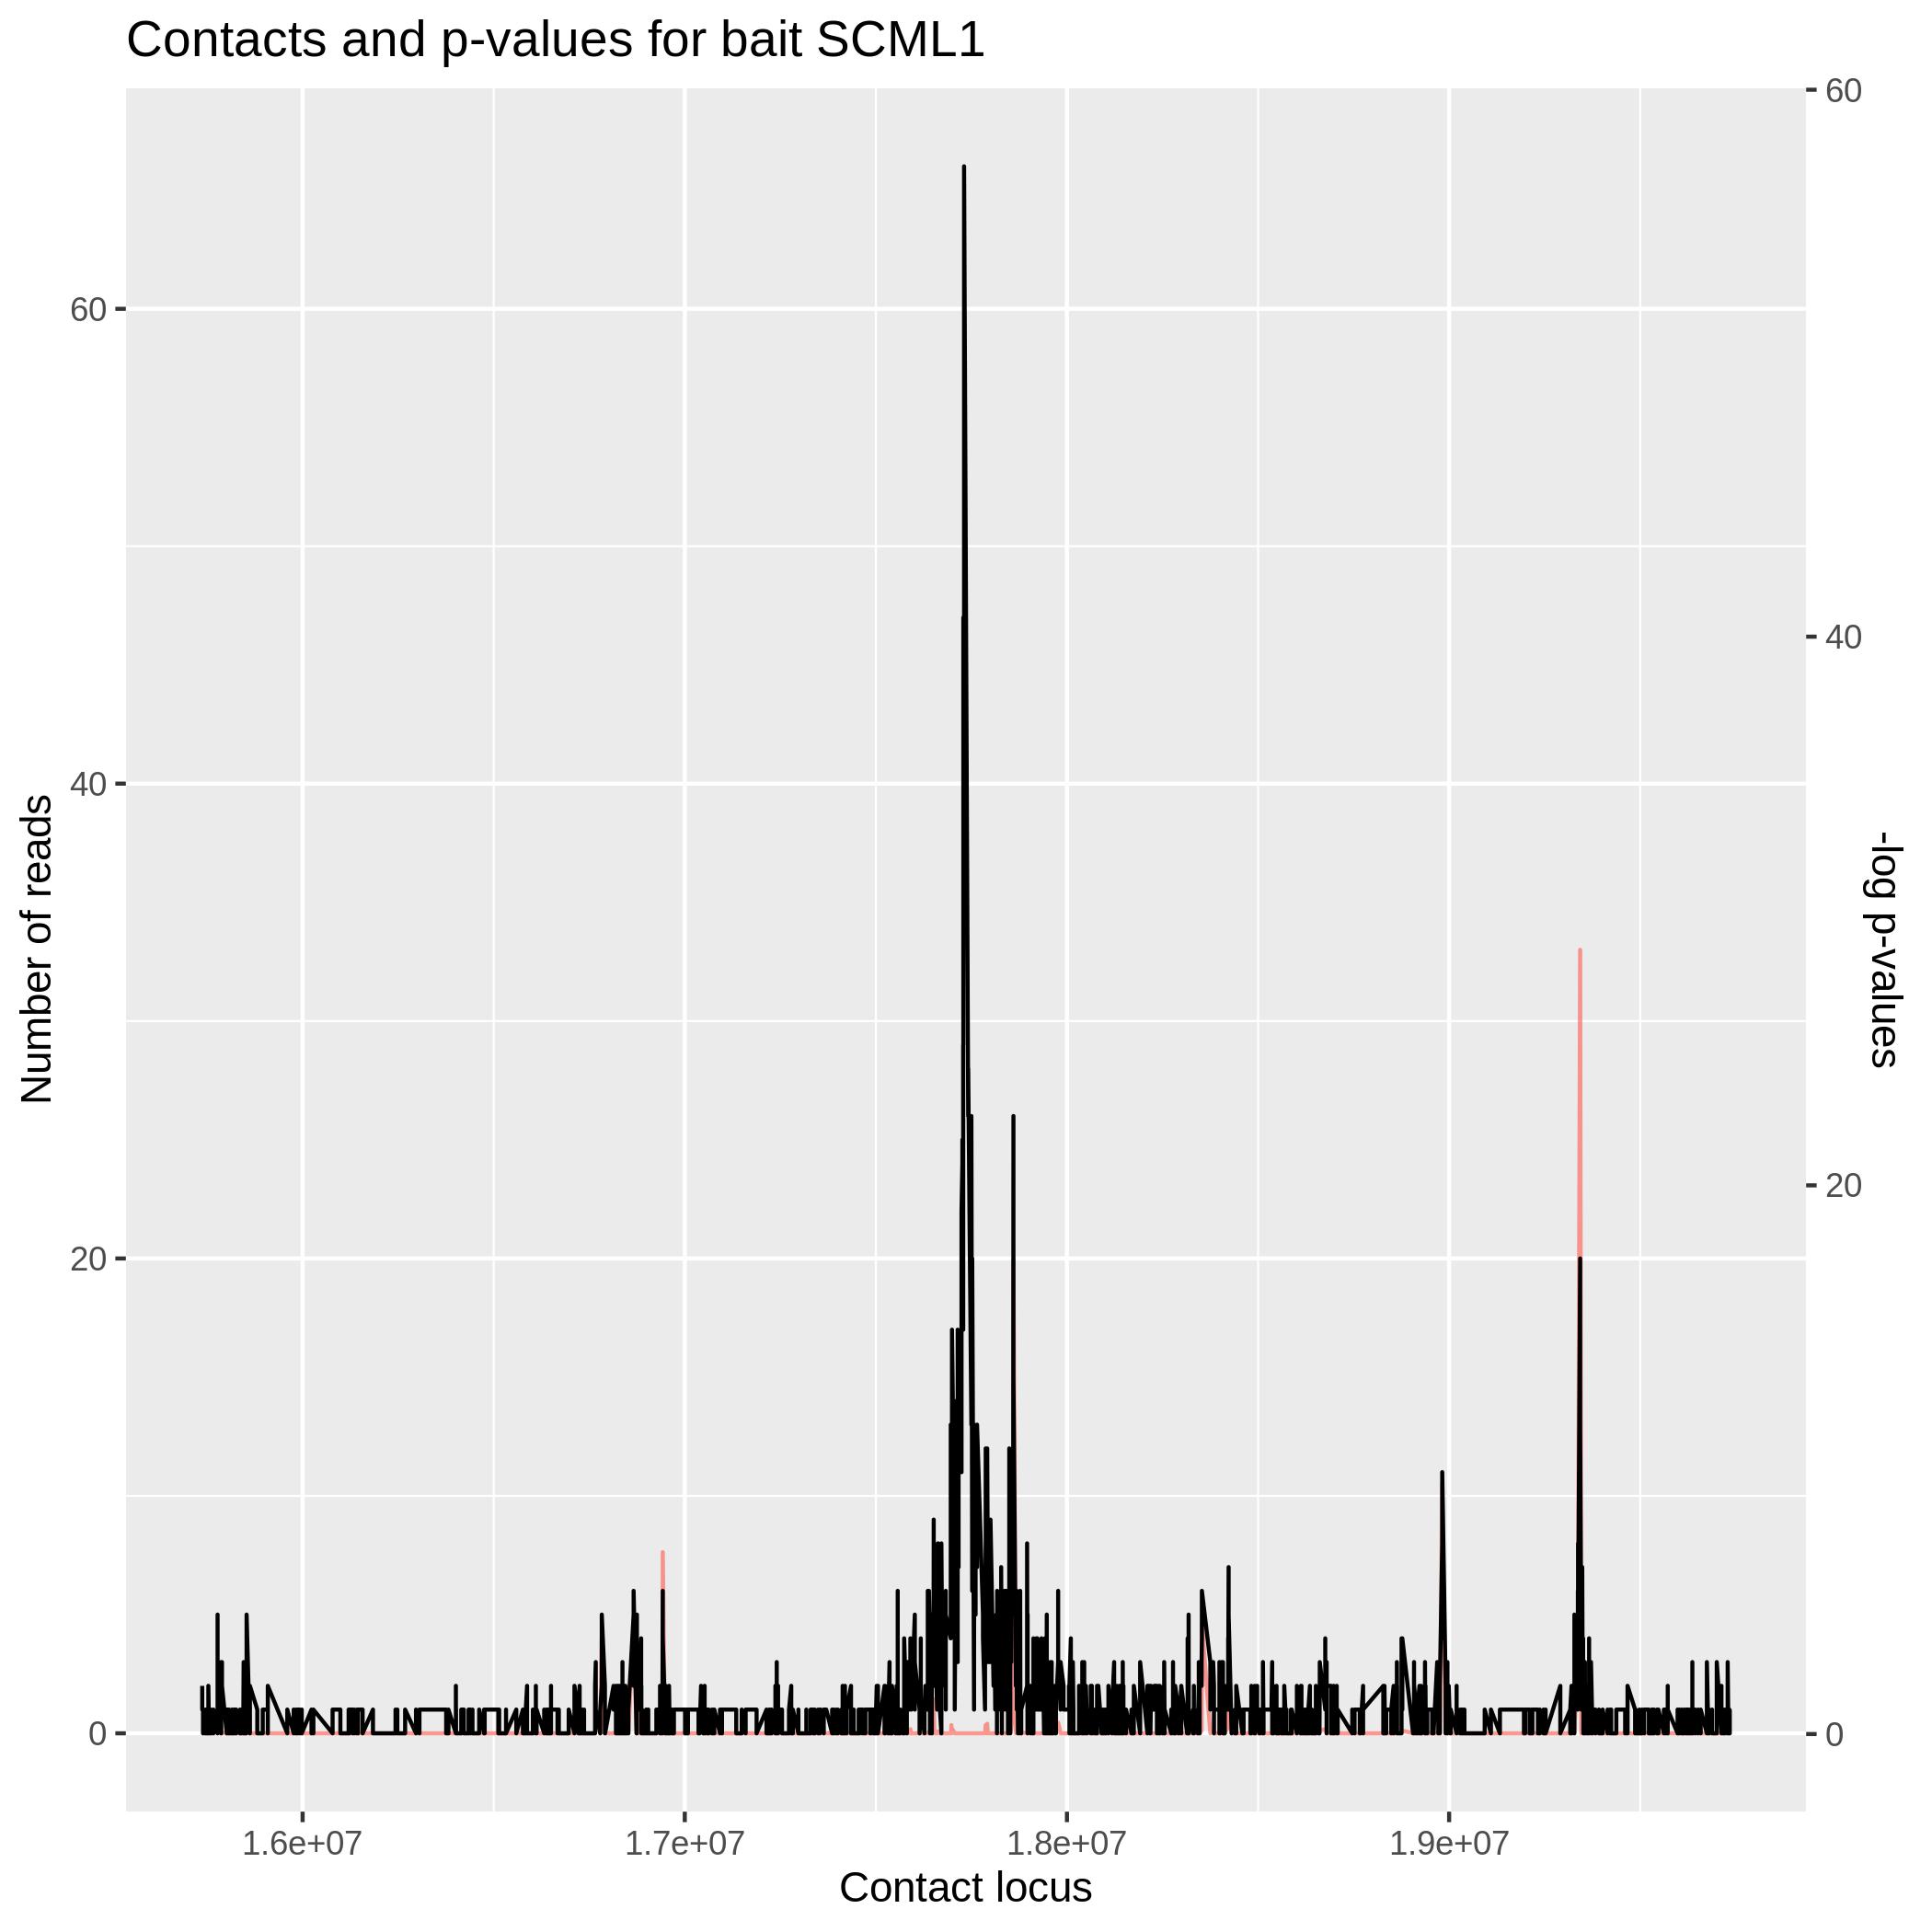 Contacts and p-values for bait SCML1
60
40
20
0
Number of reads
60
40
20
0
-log p-values
1.6e+07
1.7e+07
1.8e+07
1.9e+07
Contact locus